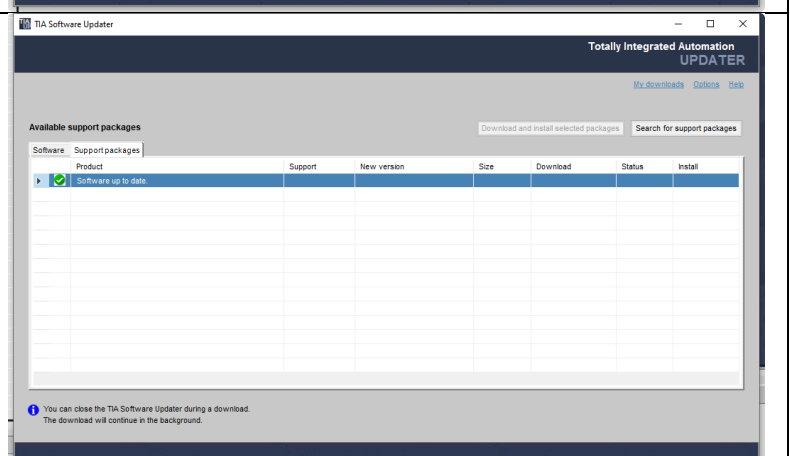 TIA Software Updater
Totally Integrated Automation
UPDATER
My downloads Options Help
Available support packages
Download and install selected packages
Search for support packages
Software Support packages
Product Support New version Size Download Status Install
Software up to date.
You can close the TIA Software Updater during a download.
The download will continue in the background.